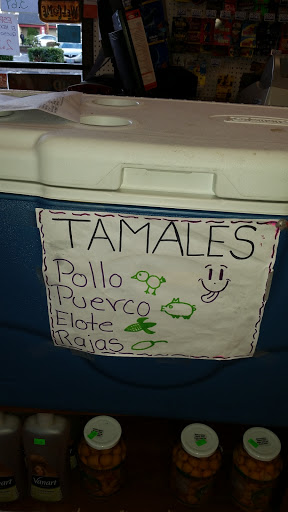 TAMALES
Pollo
Puerco
Elote
Rajas